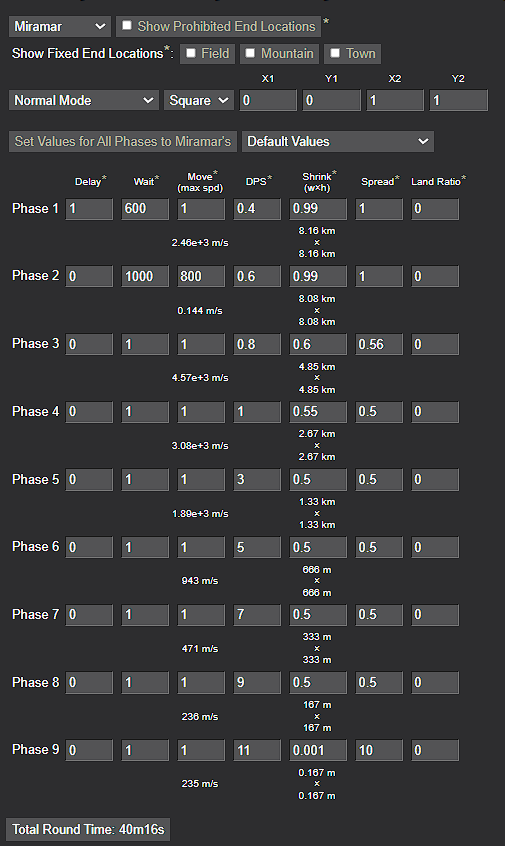 Miramar Show Prohibited End Locations*
Show Fixed End Locations*: Field Mountain Town
X1 Y1 X2 Y2
Normal Mode Square 0 0 1 1
Set Values for All Phases to Miramar's Default Values
Delay* Wait* Move* (max spd) DPS* Shrink* (w×h) Spread* Land Ratio*
Phase 1 1 600 1 0.4 0.99 1 0
2.46e+3 m/s 8.16 km × 8.16 km
Phase 2 0 1000 800 0.6 0.99 1 0
0.144 m/s 8.08 km × 8.08 km
Phase 3 0 1 1 0.8 0.6 0.56 0
4.57e+3 m/s 4.85 km × 4.85 km
Phase 4 0 1 1 1 0.55 0.5 0
3.08e+3 m/s 2.67 km × 2.67 km
Phase 5 0 1 1 3 0.5 0.5 0
1.89e+3 m/s 1.33 km × 1.33 km
Phase 6 0 1 1 5 0.5 0.5 0
943 m/s 666 m × 666 m
Phase 7 0 1 1 7 0.5 0.5 0
471 m/s 333 m × 333 m
Phase 8 0 1 1 9 0.5 0.5 0
236 m/s 167 m × 167 m
Phase 9 0 1 1 11 0.001 10 0
235 m/s 0.167 m × 0.167 m
Total Round Time: 40m16s